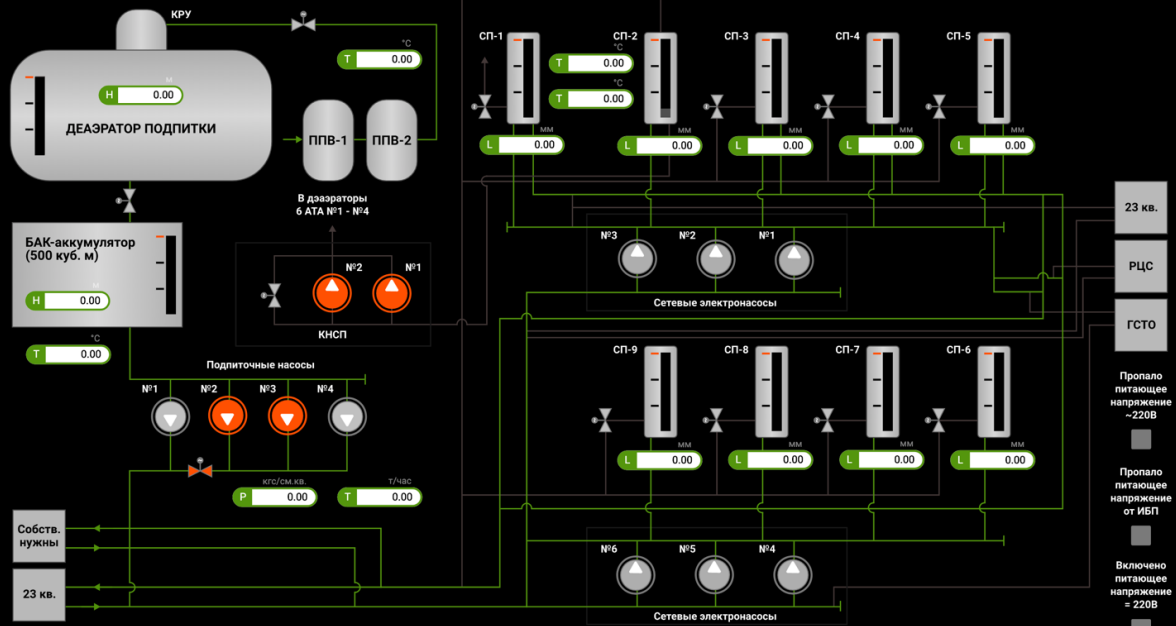 КРУ
°C
T 0.00
м
H 0.00
ДЕАЭРАТОР ПОДПИТКИ
ППВ-1
ППВ-2
СП-1
°C
T 0.00
°C
T 0.00
мм
L 0.00
СП-2
мм
L 0.00
СП-3
мм
L 0.00
СП-4
мм
L 0.00
СП-5
мм
L 0.00
В дэаэраторы
6 АТА №1 - №4
БАК-аккумулятор
(500 куб. м)
м
H 0.00
°C
T 0.00
№2
№1
КНСП
№3
№2
№1
Сетевые электронасосы
23 кв.
РЦС
ГСТО
Подпиточные насосы
№1
№2
№3
№4
кгс/см.кв.
P 0.00
т/час
T 0.00
СП-9
мм
L 0.00
СП-8
мм
L 0.00
СП-7
мм
L 0.00
СП-6
мм
L 0.00
№6
№5
№4
Сетевые электронасосы
Собств.
нужны
23 кв.
Пропало
питающее
напряжение
~220В
Пропало
питающее
напряжение
от ИБП
Включено
питающее
напряжение
= 220В